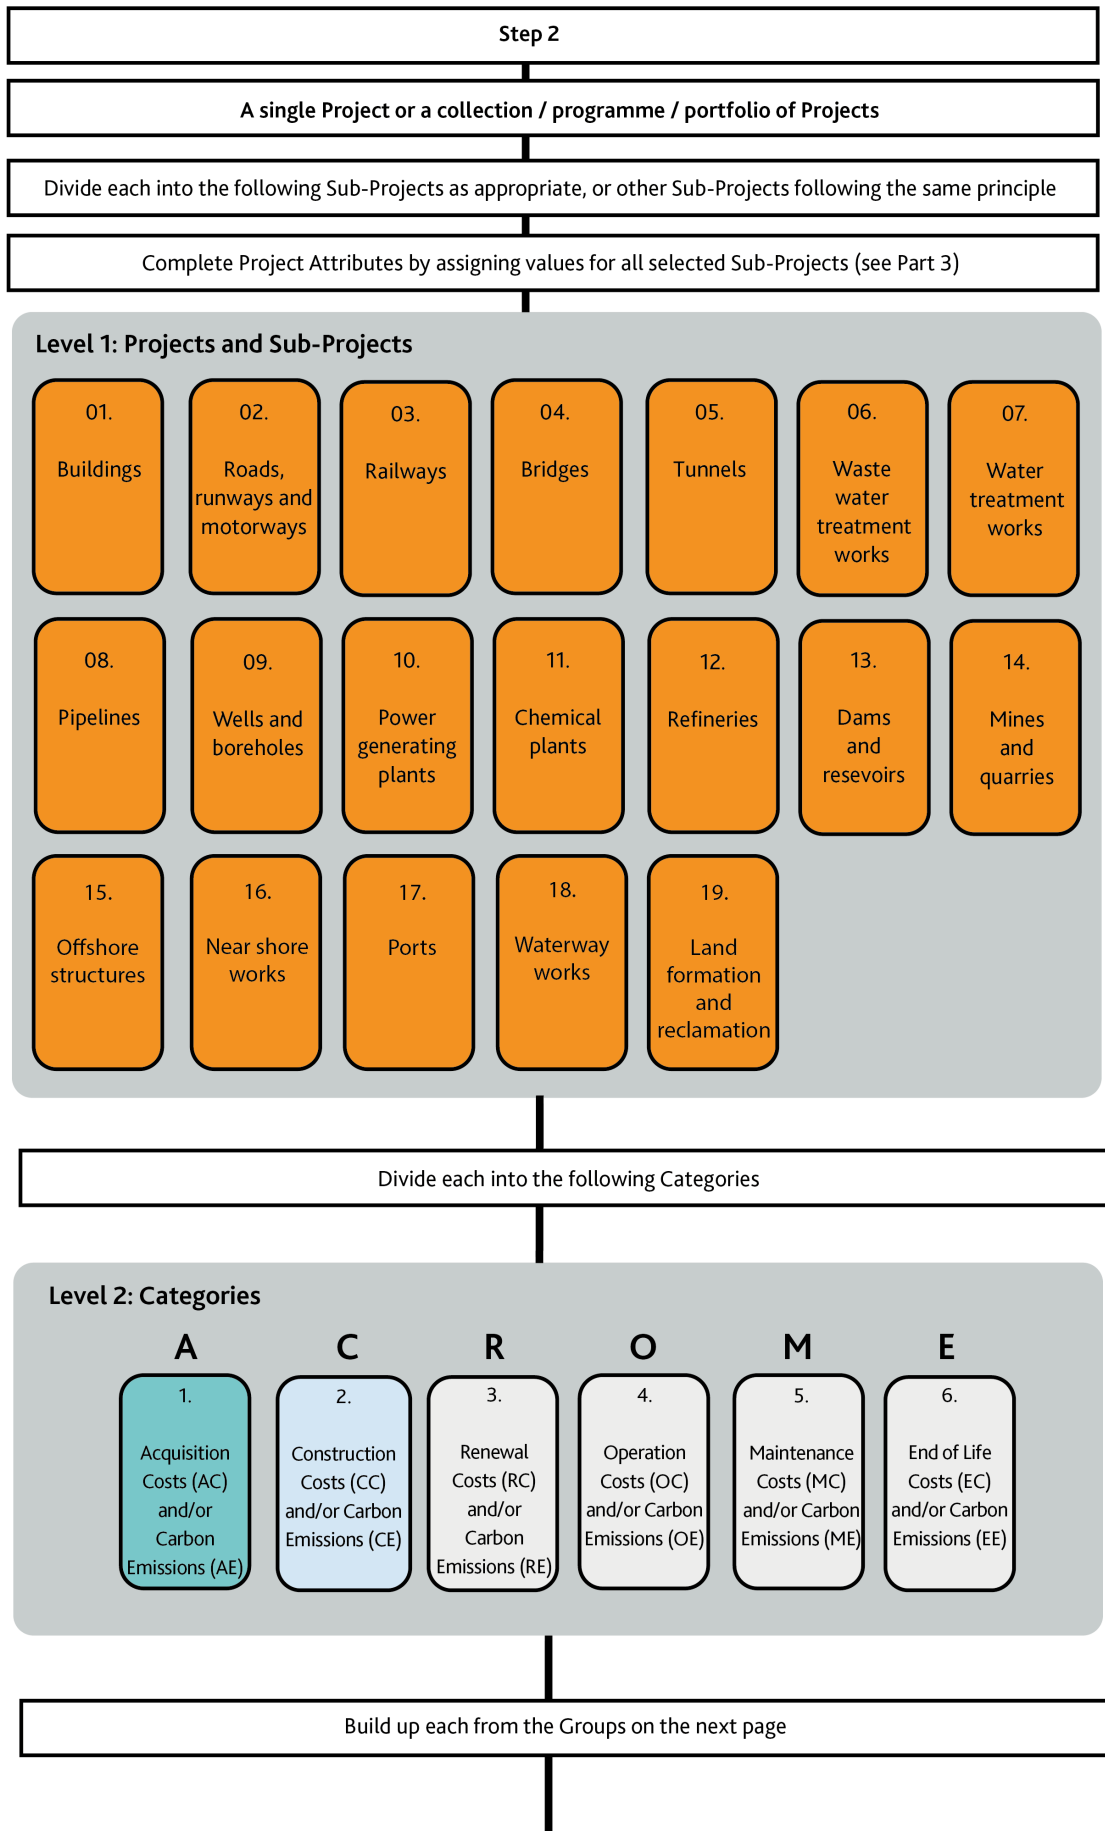 Step 2
A single Project or a collection / programme / portfolio of Projects
Divide each into the following Sub-Projects as appropriate, or other Sub-Projects following the same principle
Complete Project Attributes by assigning values for all selected Sub-Projects (see Part 3)
Level 1: Projects and Sub-Projects
01.
Buildings
02.
Roads,
runways and
motorways
03.
Railways
04.
Bridges
05.
Tunnels
06.
Waste
water
treatment
works
07.
Water
treatment
works
08.
Pipelines
09.
Wells and
boreholes
10.
Power
generating
plants
11.
Chemical
plants
12.
Refineries
13.
Dams
and
resevoirs
14.
Mines
and
quarries
15.
Offshore
structures
16.
Near shore
works
17.
Ports
18.
Waterway
works
19.
Land
formation
and
reclamation
Divide each into the following Categories
Level 2: Categories
A
C
R
O
M
E
1.
Acquisition
Costs (AC)
and/or
Carbon
Emissions (AE)
2.
Construction
Costs (CC)
and/or Carbon
Emissions (CE)
3.
Renewal
Costs (RC)
and/or
Carbon
Emissions (RE)
4.
Operation
Costs (OC)
and/or Carbon
Emissions (OE)
5.
Maintenance
Costs (MC)
and/or Carbon
Emissions (ME)
6.
End of Life
Costs (EC)
and/or Carbon
Emissions (EE)
Build up each from the Groups on the next page